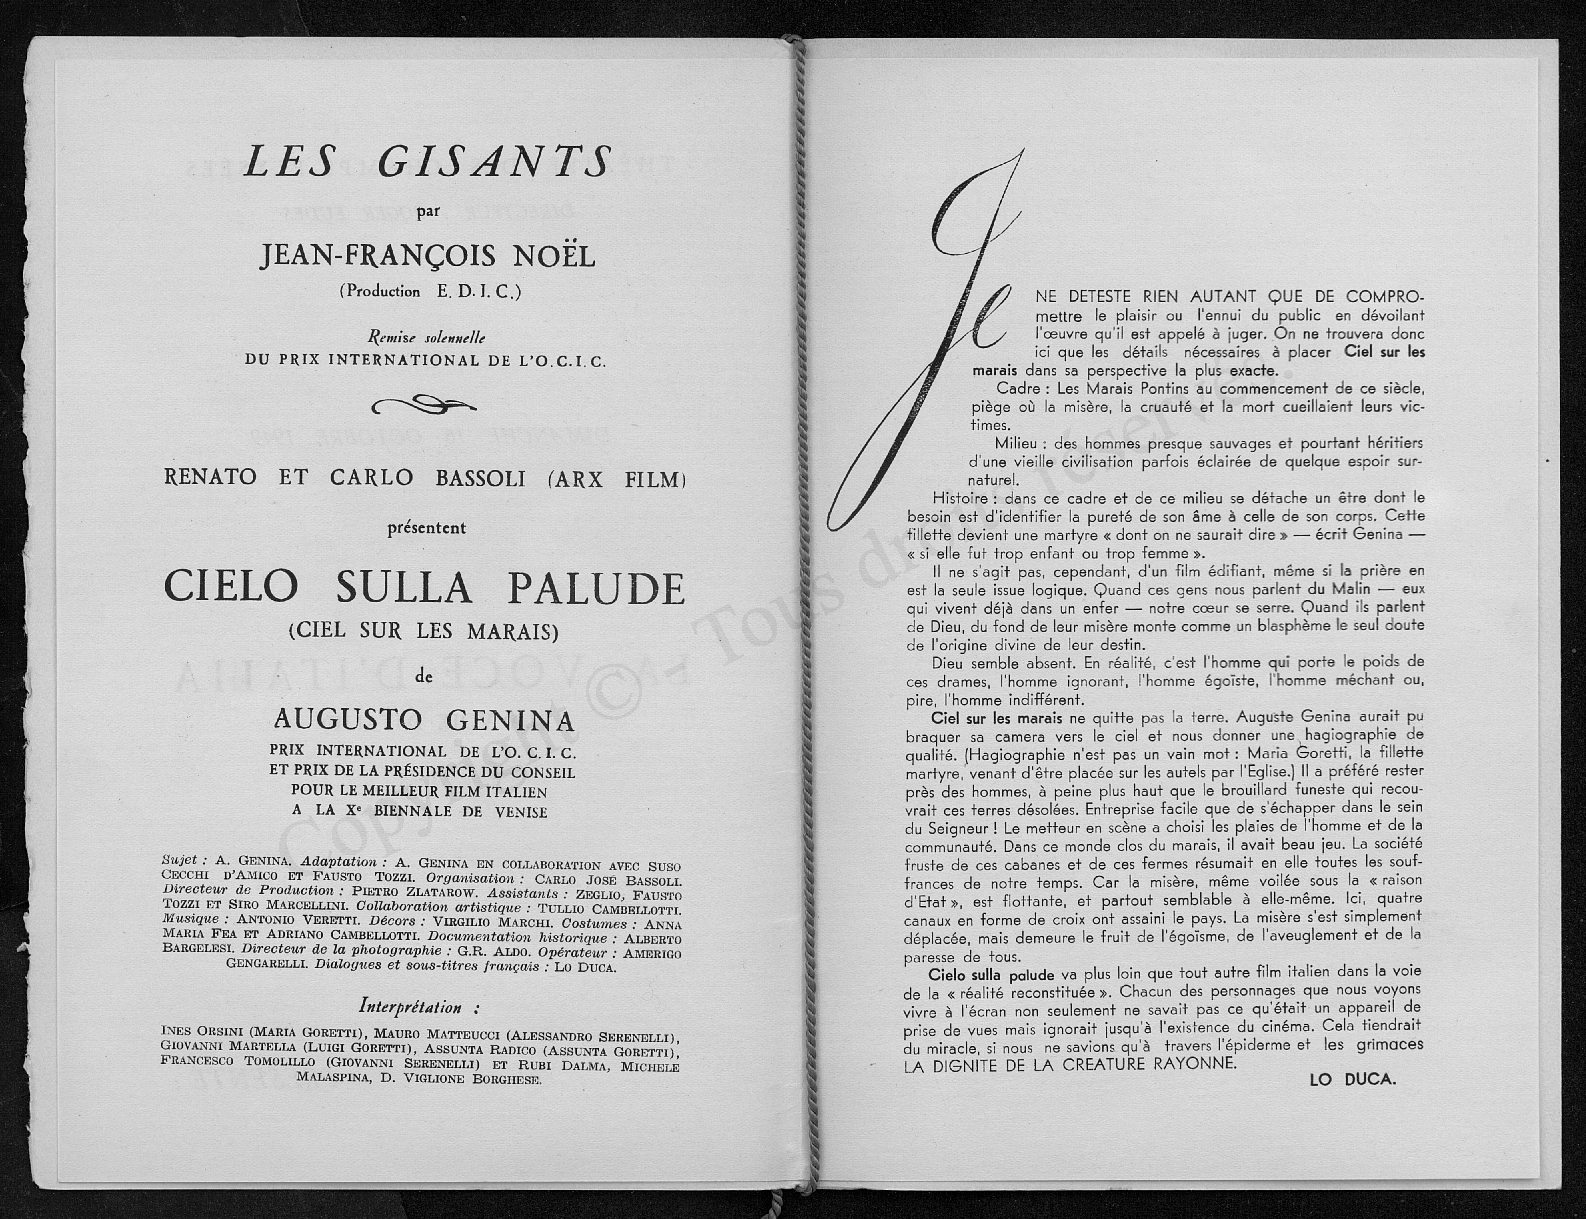 LES GISANTS
par
JEAN-FRANÇOIS NOËL
(Production E. D. I. C.)
Remise solennelle
DU PRIX INTERNATIONAL DE L'O.C.I.C.
RENATO ET CARLO BASSOLI (ARX FILM)
présentent
CIELO SULLA PALUDE
(CIEL SUR LES MARAIS)
de
AUGUSTO GENINA
PRIX INTERNATIONAL DE L'O. C. I. C.
ET PRIX DE LA PRÉSIDENCE DU CONSEIL
POUR LE MEILLEUR FILM ITALIEN
A LA Xe BIENNALE DE VENISE
Sujet : A. GENINA. Adaptation : A. GENINA EN COLLABORATION AVEC SUSO
CECCHI D'AMICO ET FAUSTO TOZZI. Organisation : CARLO JOSÉ BASSOLI.
Directeur de Production : PIETRO ZLATAROW. Assistants : ZEGLIO, FAUSTO
TOZZI ET SIRO MARCELLINI. Collaboration artistique : TULLIO CAMBELLOTTI.
Musique : ANTONIO VERETTI. Décors : VIRGILIO MARCHI. Costumes : ANNA
MARIA FEA ET ADRIANO CAMBELLOTTI. Documentation historique : ALBERTO
BARGELESI. Directeur de la photographie : G.R. ALDO. Opérateur : AMERIGO
GENGARELLI. Dialogues et sous-titres français : LO DUCA.
Interprétation :
INES ORSINI (MARIA GORETTI), MAURO MATTEUCCI (ALESSANDRO SERENELLI),
GIOVANNI MARTELLA (LUIGI GORETTI), ASSUNTA RADICO (ASSUNTA GORETTI),
FRANCESCO TOMOLILLO (GIOVANNI SERENELLI) ET RUBI DALMA, MICHELE
MALASPINA, D. VIGLIONE BORGHESE.
Je
NE DETESTE RIEN AUTANT QUE DE COMPRO-
mettre le plaisir ou l'ennui du public en dévoilant
l'œuvre qu'il est appelé à juger. On ne trouvera donc
ici que les détails nécessaires à placer Ciel sur les
marais dans sa perspective la plus exacte.
Cadre : Les Marais Pontins au commencement de ce siècle,
piège où la misère, la cruauté et la mort cueillaient leurs vic-
times.
Milieu : des hommes presque sauvages et pourtant héritiers
d'une vieille civilisation parfois éclairée de quelque espoir sur-
naturel.
Histoire : dans ce cadre et de ce milieu se détache un être dont le
besoin est d'identifier la pureté de son âme à celle de son corps. Cette
fillette devient une martyre « dont on ne saurait dire » — écrit Genina —
« si elle fut trop enfant ou trop femme ».
Il ne s'agit pas, cependant, d'un film édifiant, même si la prière en
est la seule issue logique. Quand ces gens nous parlent du Malin — eux
qui vivent déjà dans un enfer — notre cœur se serre. Quand ils parlent
de Dieu, du fond de leur misère monte comme un blasphème le seul doute
de l'origine divine de leur destin.
Dieu semble absent. En réalité, c'est l'homme qui porte le poids de
ces drames, l'homme ignorant, l'homme égoïste, l'homme méchant ou,
pire, l'homme indifférent.
Ciel sur les marais ne quitte pas la terre. Auguste Genina aurait pu
braquer sa camera vers le ciel et nous donner une hagiographie de
qualité. (Hagiographie n'est pas un vain mot : Maria Goretti, la fillette
martyre, venant d'être placée sur les autels par l'Eglise.) Il a préféré rester
près des hommes, à peine plus haut que le brouillard funeste qui recou-
vrait ces terres désolées. Entreprise facile que de s'échapper dans le sein
du Seigneur ! Le metteur en scène a choisi les plaies de l'homme et de la
communauté. Dans ce monde clos du marais, il avait beau jeu. La société
fruste de ces cabanes et de ces fermes résumait en elle toutes les souf-
frances de notre temps. Car la misère, même voilée sous la « raison
d'Etat », est flottante, et partout semblable à elle-même. Ici, quatre
canaux en forme de croix ont assaini le pays. La misère s'est simplement
déplacée, mais demeure le fruit de l'égoïsme, de l'aveuglement et de la
paresse de tous.
Cielo sulla palude va plus loin que tout autre film italien dans la voie
de la « réalité reconstituée ». Chacun des personnages que nous voyons
vivre à l'écran non seulement ne savait pas ce qu'était un appareil de
prise de vues mais ignorait jusqu'à l'existence du cinéma. Cela tiendrait
du miracle, si nous ne savions qu'à travers l'épiderme et les grimaces
LA DIGNITE DE LA CREATURE RAYONNE.
LO DUCA.
Copyright © - Tous droits réservés.